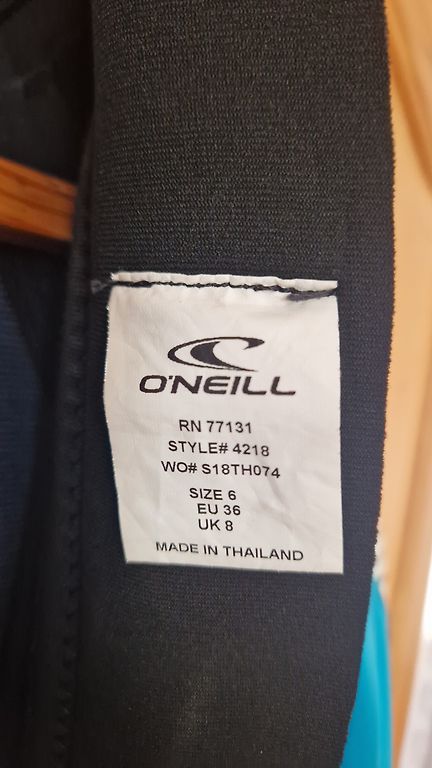 O'NEILL
RN 77131
STYLE# 4218
WO# S18TH074
SIZE 6
EU 36
UK 8
MADE IN THAILAND